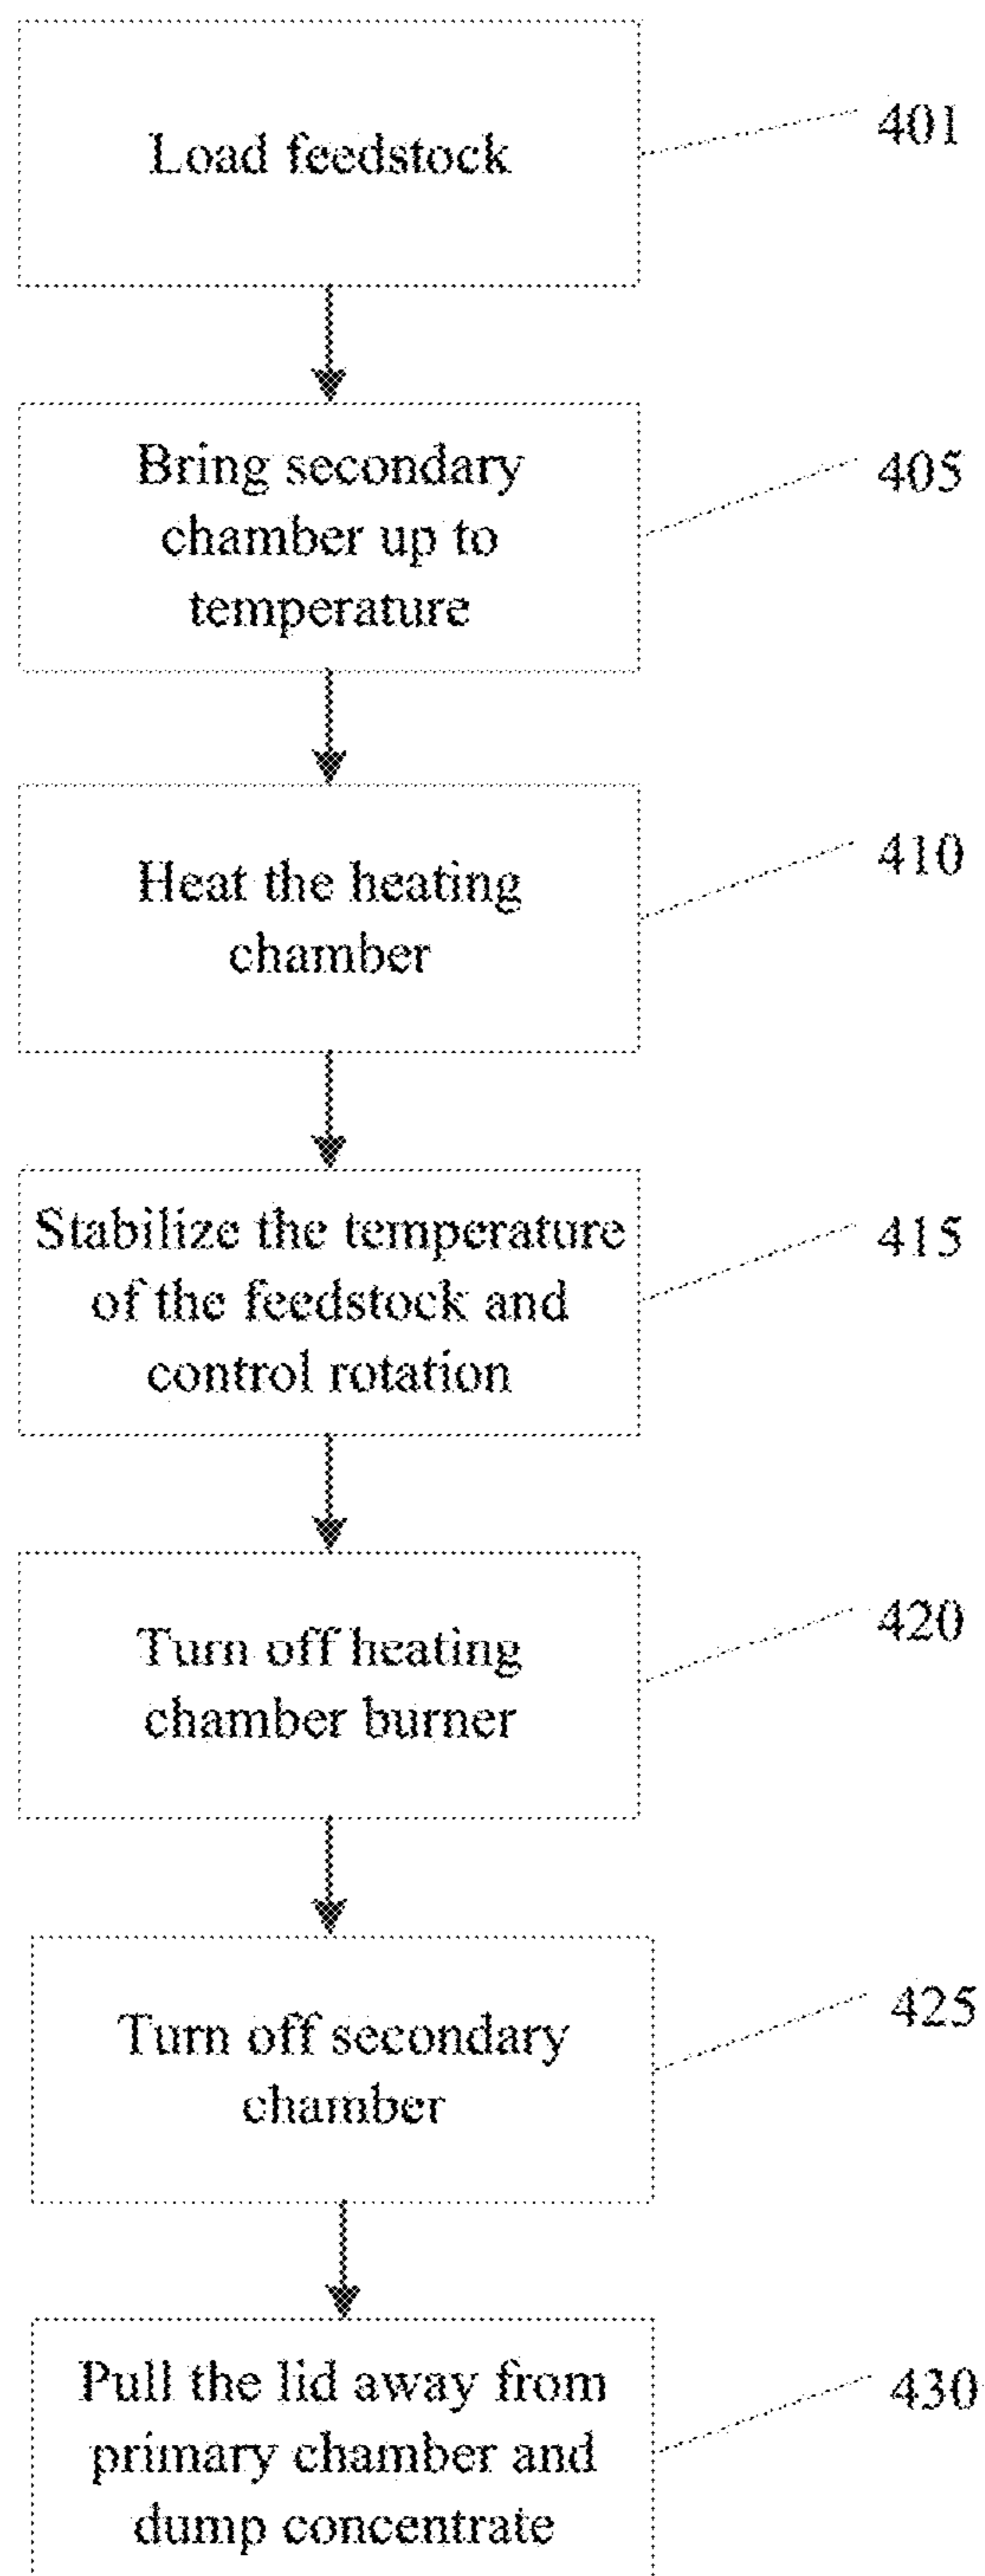 Load feedstock
401
Bring secondary
chamber up to
temperature
405
Heat the heating
chamber
410
Stabilize the temperature
of the feedstock and
control rotation
415
Turn off heating
chamber burner
420
Turn off secondary
chamber
425
Pull the lid away from
primary chamber and
dump concentrate
430